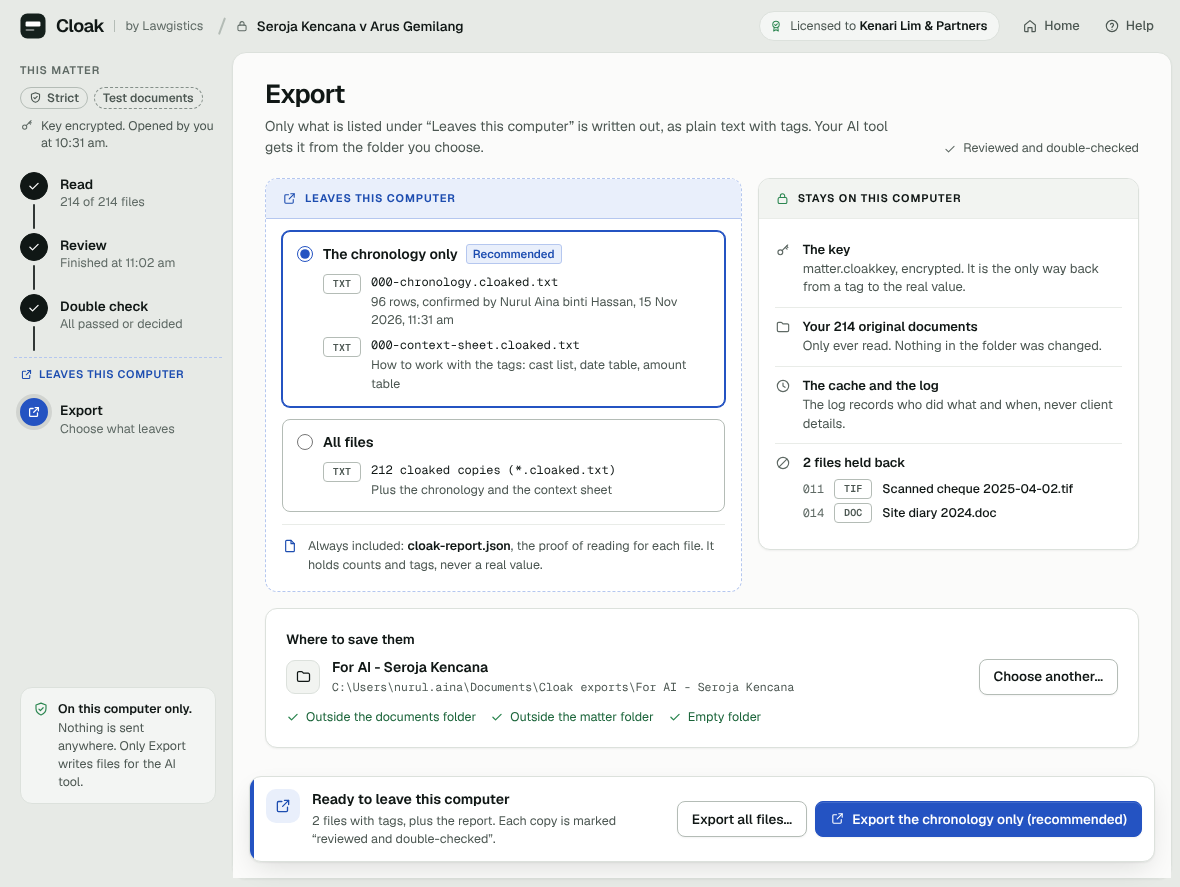 Cloak
by Lawgistics
/
Seroja Kencana v Arus Gemilang
Licensed to Kenari Lim & Partners
Home
Help
THIS MATTER
Strict
Test documents
Key encrypted. Opened by you
at 10:31 am.
Read
214 of 214 files
Review
Finished at 11:02 am
Double check
All passed or decided
LEAVES THIS COMPUTER
Export
Choose what leaves
On this computer only.
Nothing is sent
anywhere. Only Export
writes files for the AI
tool.
Export
Only what is listed under “Leaves this computer” is written out, as plain text with tags. Your AI tool
gets it from the folder you choose.
Reviewed and double-checked
LEAVES THIS COMPUTER
The chronology only
Recommended
TXT
000-chronology.cloaked.txt
96 rows, confirmed by Nurul Aina binti Hassan, 15 Nov
2026, 11:31 am
TXT
000-context-sheet.cloaked.txt
How to work with the tags: cast list, date table, amount
table
All files
TXT
212 cloaked copies (*.cloaked.txt)
Plus the chronology and the context sheet
Always included: cloak-report.json, the proof of reading for each file. It
holds counts and tags, never a real value.
STAYS ON THIS COMPUTER
The key
matter.cloakkey, encrypted. It is the only way back
from a tag to the real value.
Your 214 original documents
Only ever read. Nothing in the folder was changed.
The cache and the log
The log records who did what and when, never client
details.
2 files held back
011 TIF Scanned cheque 2025-04-02.tif
014 DOC Site diary 2024.doc
Where to save them
For AI - Seroja Kencana
C:\Users\nurul.aina\Documents\Cloak exports\For AI - Seroja Kencana
Choose another...
Outside the documents folder
Outside the matter folder
Empty folder
Ready to leave this computer
2 files with tags, plus the report. Each copy is marked
“reviewed and double-checked”.
Export all files...
Export the chronology only (recommended)